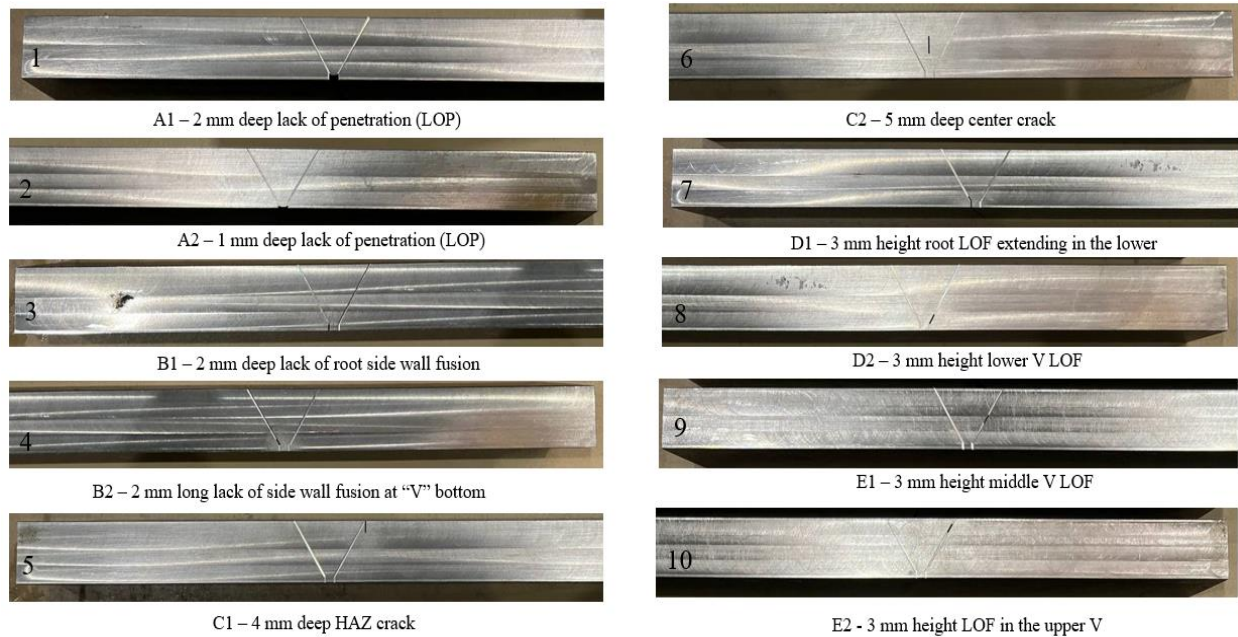 1
A1 – 2 mm deep lack of penetration (LOP)
2
A2 – 1 mm deep lack of penetration (LOP)
3
B1 – 2 mm deep lack of root side wall fusion
4
B2 – 2 mm long lack of side wall fusion at “V” bottom
5
C1 – 4 mm deep HAZ crack
6
C2 – 5 mm deep center crack
7
D1 – 3 mm height root LOF extending in the lower
8
D2 – 3 mm height lower V LOF
9
E1 – 3 mm height middle V LOF
10
E2 - 3 mm height LOF in the upper V